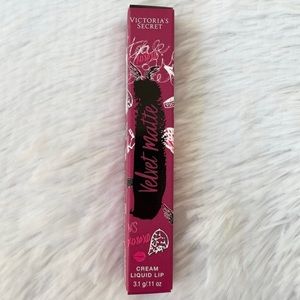 VICTORIA'S
SECRET
Velvet matte
CREAM
LIQUID LIP
3.1 g/.11 oz